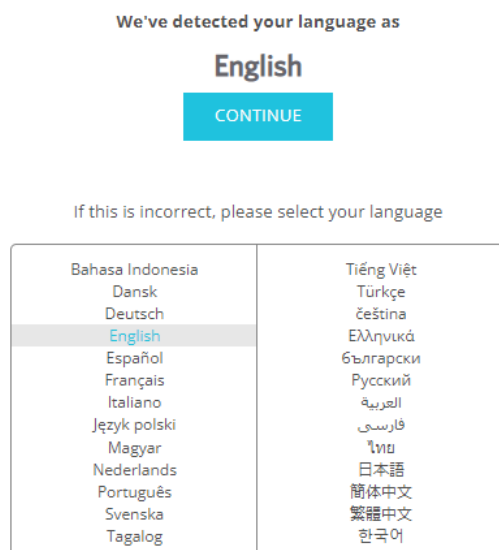 We've detected your language as
English
CONTINUE
If this is incorrect, please select your language
Bahasa Indonesia
Dansk
Deutsch
English
Español
Français
Italiano
Język polski
Magyar
Nederlands
Português
Svenska
Tagalog
Tiếng Việt
Türkçe
čeština
Ελληνικά
български
Русский
العربية
فارسی
ไทย
日本語
簡体中文
繁體中文
한국어